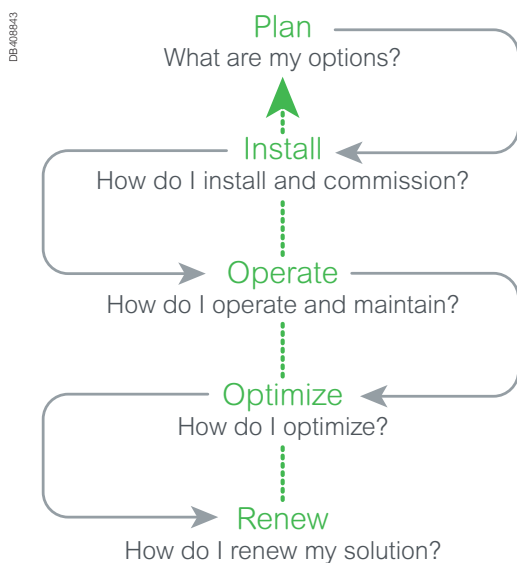 DB408843
Plan
What are my options?
Install
How do I install and commission?
Operate
How do I operate and maintain?
Optimize
How do I optimize?
Renew
How do I renew my solution?